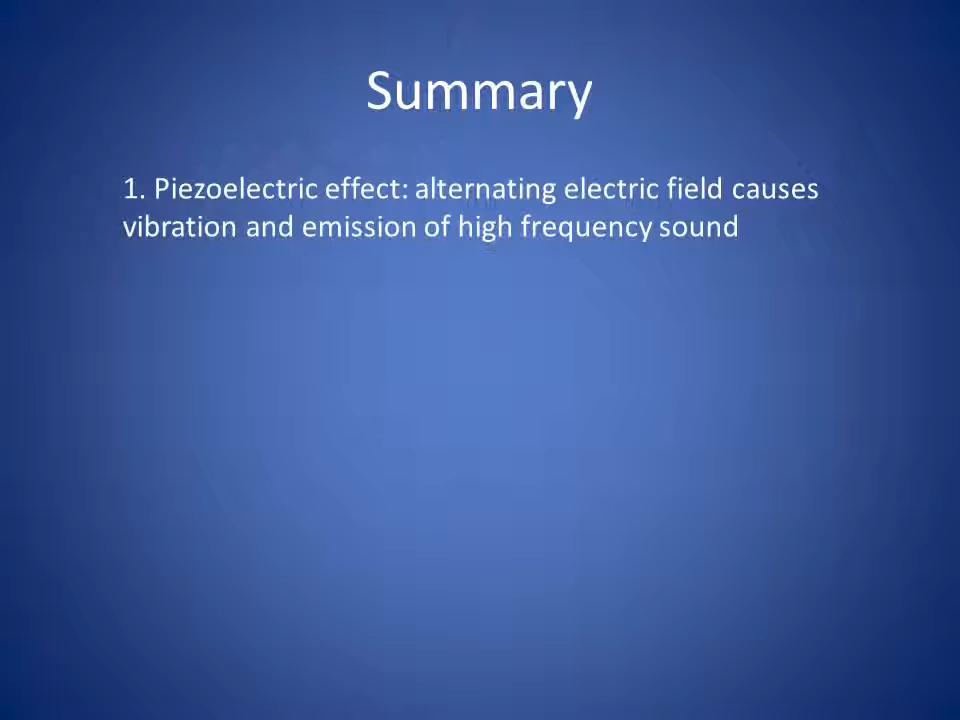 Summary
1. Piezoelectric effect: alternating electric field causes
vibration and emission of high frequency sound